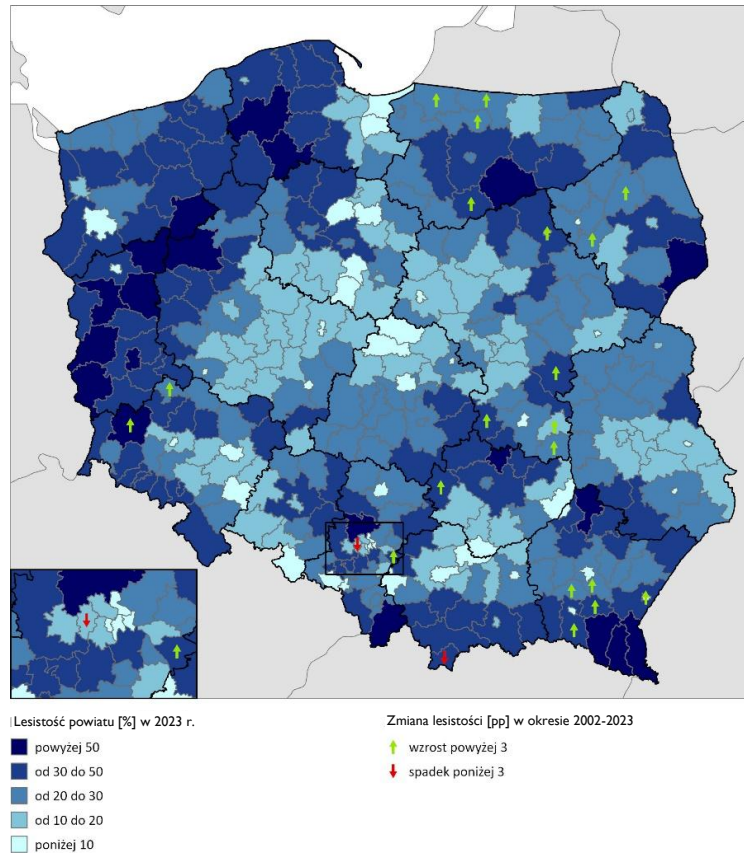 Lesistość powiatu [%] w 2023 r.
powyżej 50
od 30 do 50
od 20 do 30
od 10 do 20
poniżej 10
Zmiana lesistości [pp] w okresie 2002-2023
wzrost powyżej 3
spadek poniżej 3